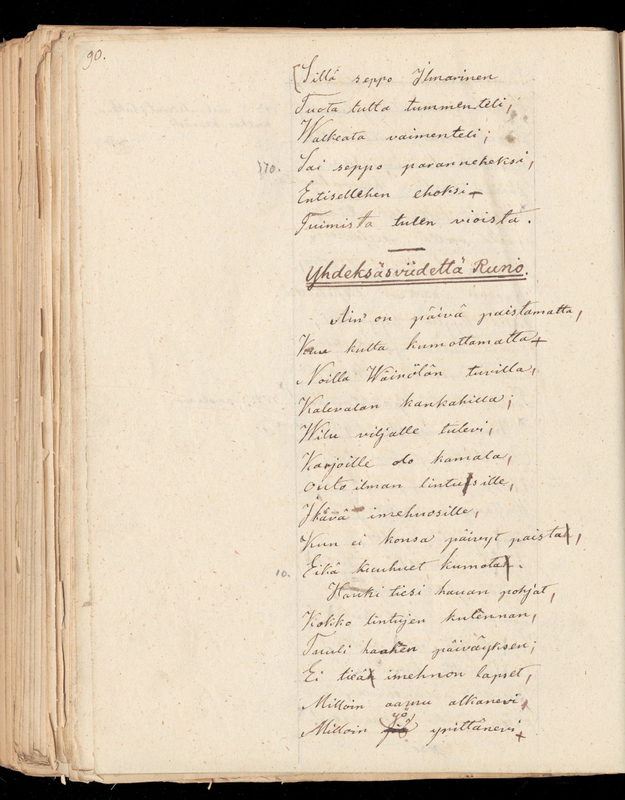 90.
[Sillä seppo Ilmarinen
Tuota tulta tummenteli,
Walkeata vaimenteli;
370. Sai seppo paranneheksi,
Entisellehen ehoksi
Tuimista tulen vioista.
Yhdeksäsviidettä Runo.
Ain' on päivä paistamatta,
Kuu kulta kumottamatta
Noilla Wäinölän tuvilla,
Kalevalan kankahilla;
Wilu viljalle tulevi,
Karjoille olo kamala,
Outo ilman lintusille,
Ikävä imehnosille,
Kun ei konsa päivyt paista,
10. Eikä kuuhuet kumota.
Hauki tiesi hauan pohjat,
Kokko lintujen kulennan,
Tuuli haahen päiväyksen;
Ei tieä imehnon lapset,
Milloin aamu alkanevi,
Milloin yö yrittänevi